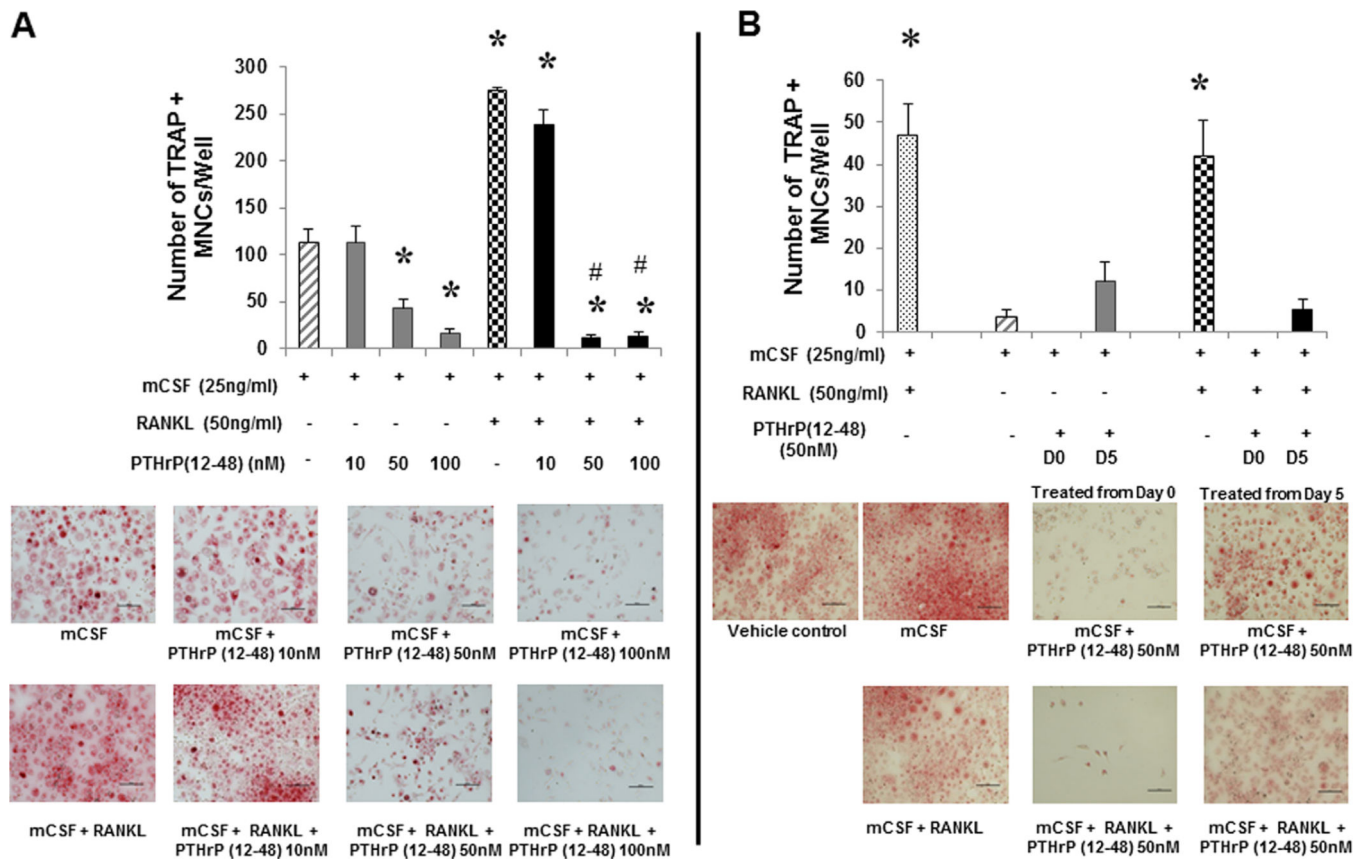 A
Number of TRAP +
MNCs/Well
300
250
200
150
100
50
0
* * * * # * # *
mCSF (25ng/ml) + + + + + + + +
RANKL (50ng/ml) - - - - + + + +
PTHrP(12-48) (nM) - 10 50 100 - 10 50 100
mCSF
mCSF +
PTHrP (12-48) 10nM
mCSF +
PTHrP (12-48) 50nM
mCSF +
PTHrP (12-48) 100nM
mCSF + RANKL
mCSF + RANKL +
PTHrP (12-48) 10nM
mCSF + RANKL +
PTHrP (12-48) 50nM
mCSF + RANKL +
PTHrP (12-48) 100nM
B
Number of TRAP +
MNCs/Well
60
50
40
30
20
10
0
* *
mCSF (25ng/ml) + + + + + + +
RANKL (50ng/ml) + - - - + + +
PTHrP(12-48) - - + + - + +
(50nM) D0 D5 D0 D5
Treated from Day 0
Treated from Day 5
Vehicle control
mCSF
mCSF +
PTHrP (12-48) 50nM
mCSF +
PTHrP (12-48) 50nM
mCSF + RANKL
mCSF + RANKL +
PTHrP (12-48) 50nM
mCSF + RANKL +
PTHrP (12-48) 50nM